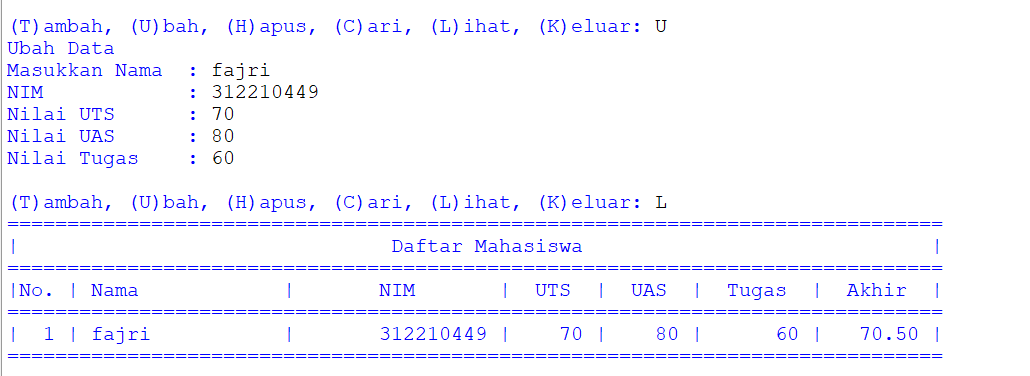 (T)ambah, (U)bah, (H)apus, (C)ari, (L)ihat, (K)eluar: U
Ubah Data
Masukkan Nama  : fajri
NIM            : 312210449
Nilai UTS      : 70
Nilai UAS      : 80
Nilai Tugas    : 60
(T)ambah, (U)bah, (H)apus, (C)ari, (L)ihat, (K)eluar: L
==============================================================================
|                               Daftar Mahasiswa                             |
==============================================================================
|No. | Nama            |       NIM       |  UTS  |  UAS  |  Tugas  |  Akhir  |
==============================================================================
|  1 | fajri           |       312210449 |    70 |    80 |      60 |   70.50 |
==============================================================================